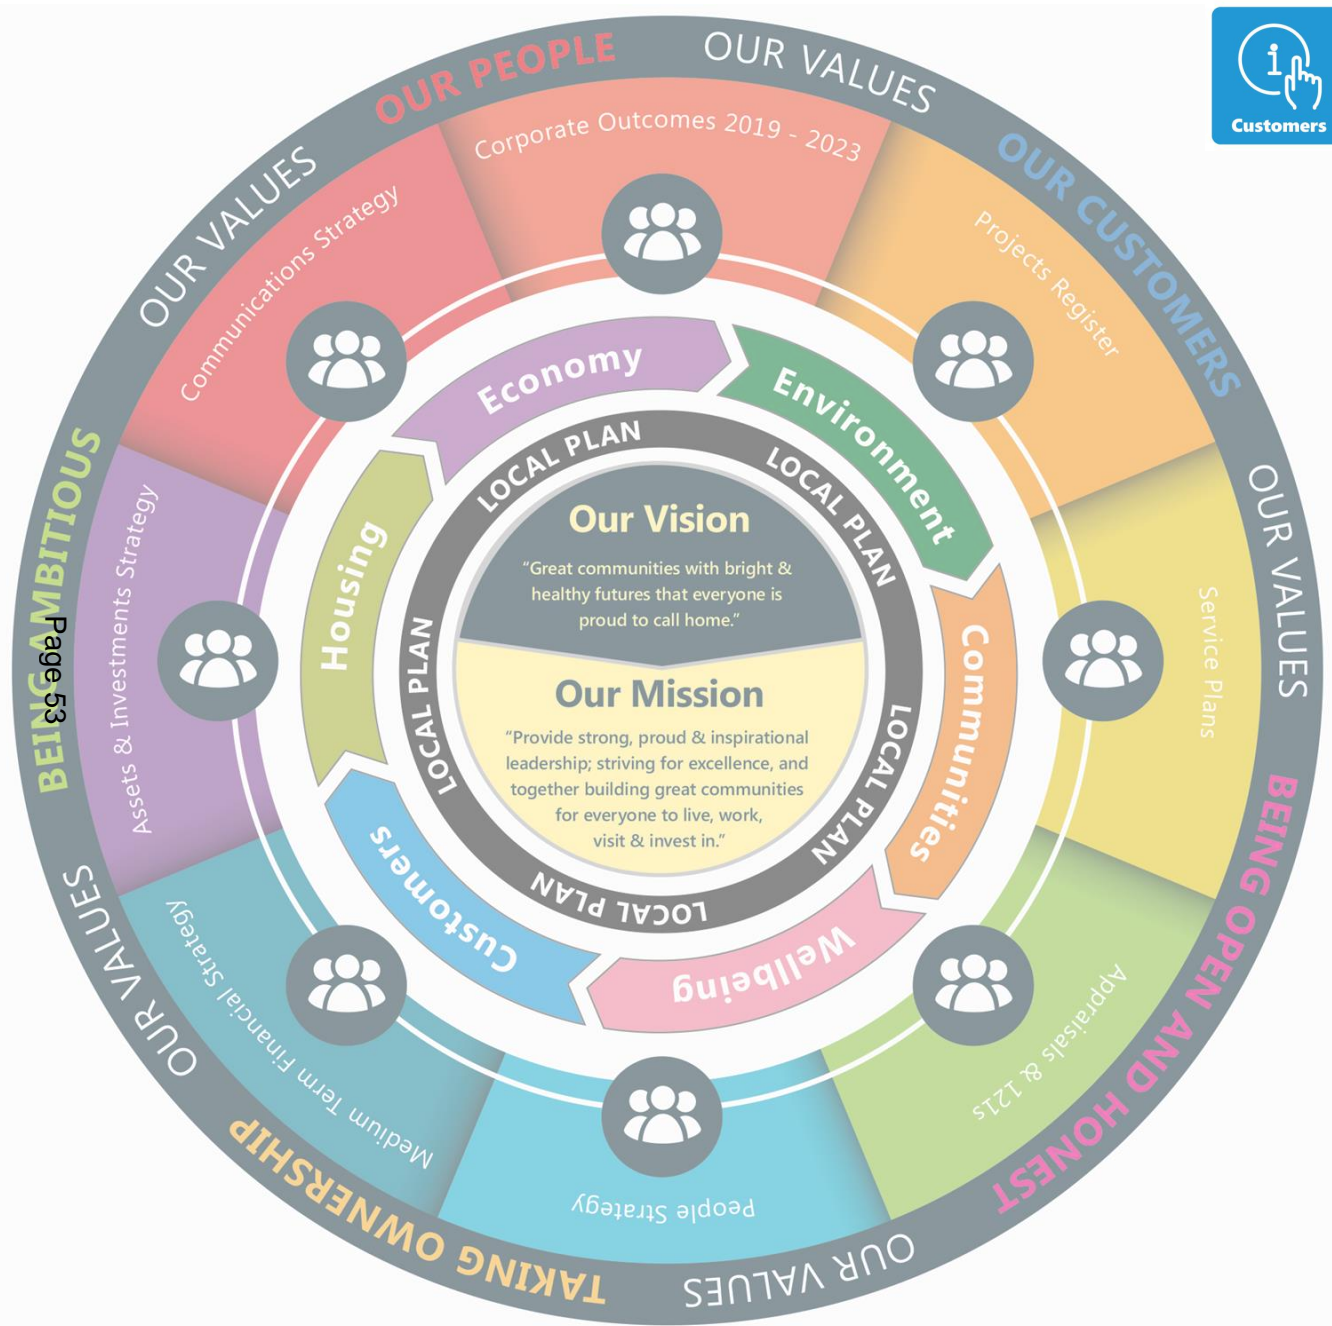 OUR PEOPLE
OUR VALUES
OUR CUSTOMERS
OUR VALUES
BEING OPEN AND HONEST
OUR VALUES
TAKING OWNERSHIP
OUR VALUES
BEING AMBITIOUS
OUR VALUES
Customers
Page 53
Corporate Outcomes 2019 - 2023
Projects Register
Service Plans
Appraisals & 121s
People Strategy
Medium Term Financial Strategy
Assets & Investments Strategy
Communications Strategy
Economy
Environment
Communities
Wellbeing
Customers
Housing
LOCAL PLAN
LOCAL PLAN
LOCAL PLAN
LOCAL PLAN
LOCAL PLAN
Our Vision
“Great communities with bright &
healthy futures that everyone is
proud to call home.”
Our Mission
“Provide strong, proud & inspirational
leadership; striving for excellence, and
together building great communities
for everyone to live, work,
visit & invest in.”